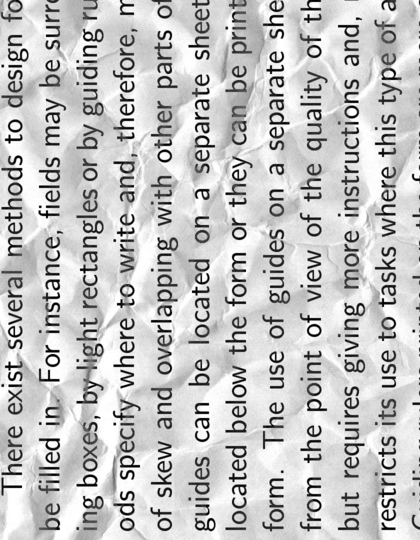 There exist several methods to design fo
be filled in. For instance, fields may be surro
ing boxes, by light rectangles or by guiding ru
ods specify where to write and, therefore, m
of skew and overlapping with other parts of
guides can be located on a separate sheet
located below the form or they can be print
form. The use of guides on a separate she
from the point of view of the quality of th
but requires giving more instructions and,
restricts its use to tasks where this type of a